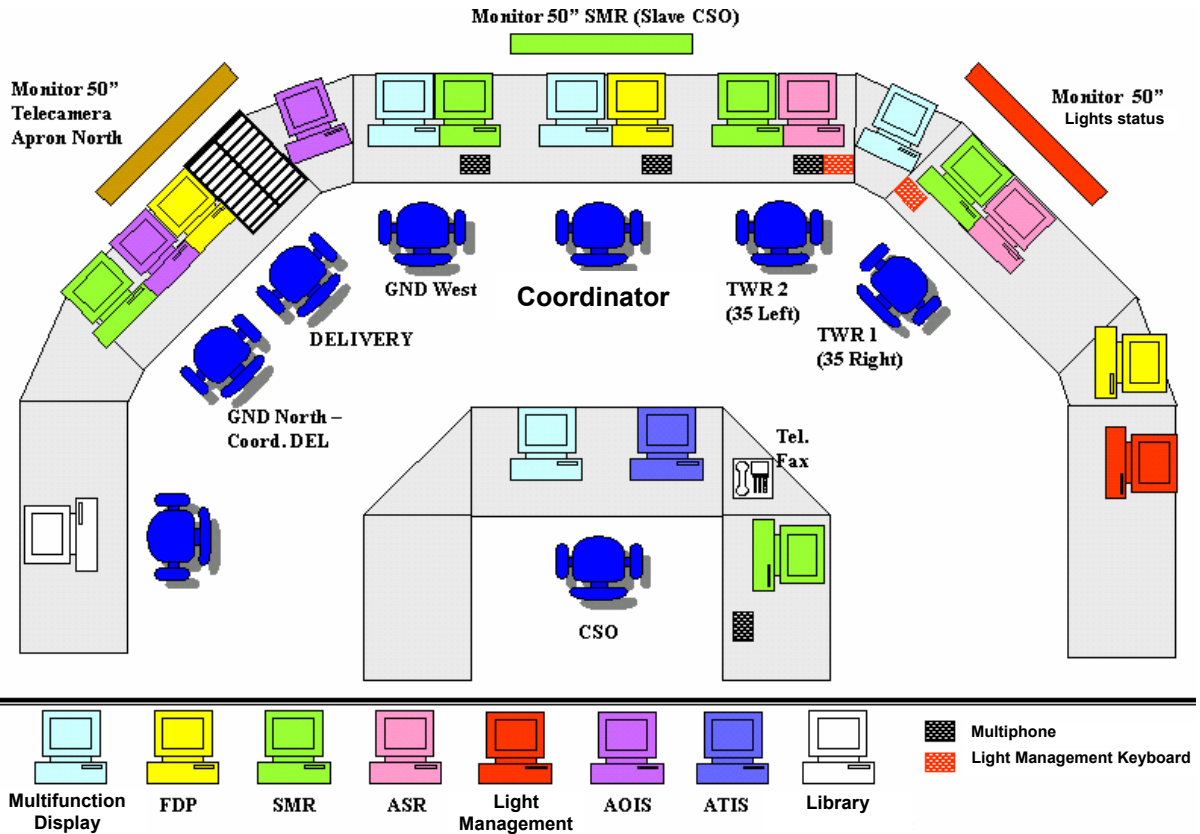 Monitor 50” SMR (Slave CSO)
Monitor 50”
Telecamera
Apron North
Monitor 50”
Lights status
GND West
Coordinator
TWR 2
(35 Left)
DELIVERY
TWR 1
(35 Right)
GND North –
Coord. DEL
Tel.
Fax
CSO
Multifunction
Display
FDP
SMR
ASR
Light
Management
AOIS
ATIS
Library
Multiphone
Light Management Keyboard